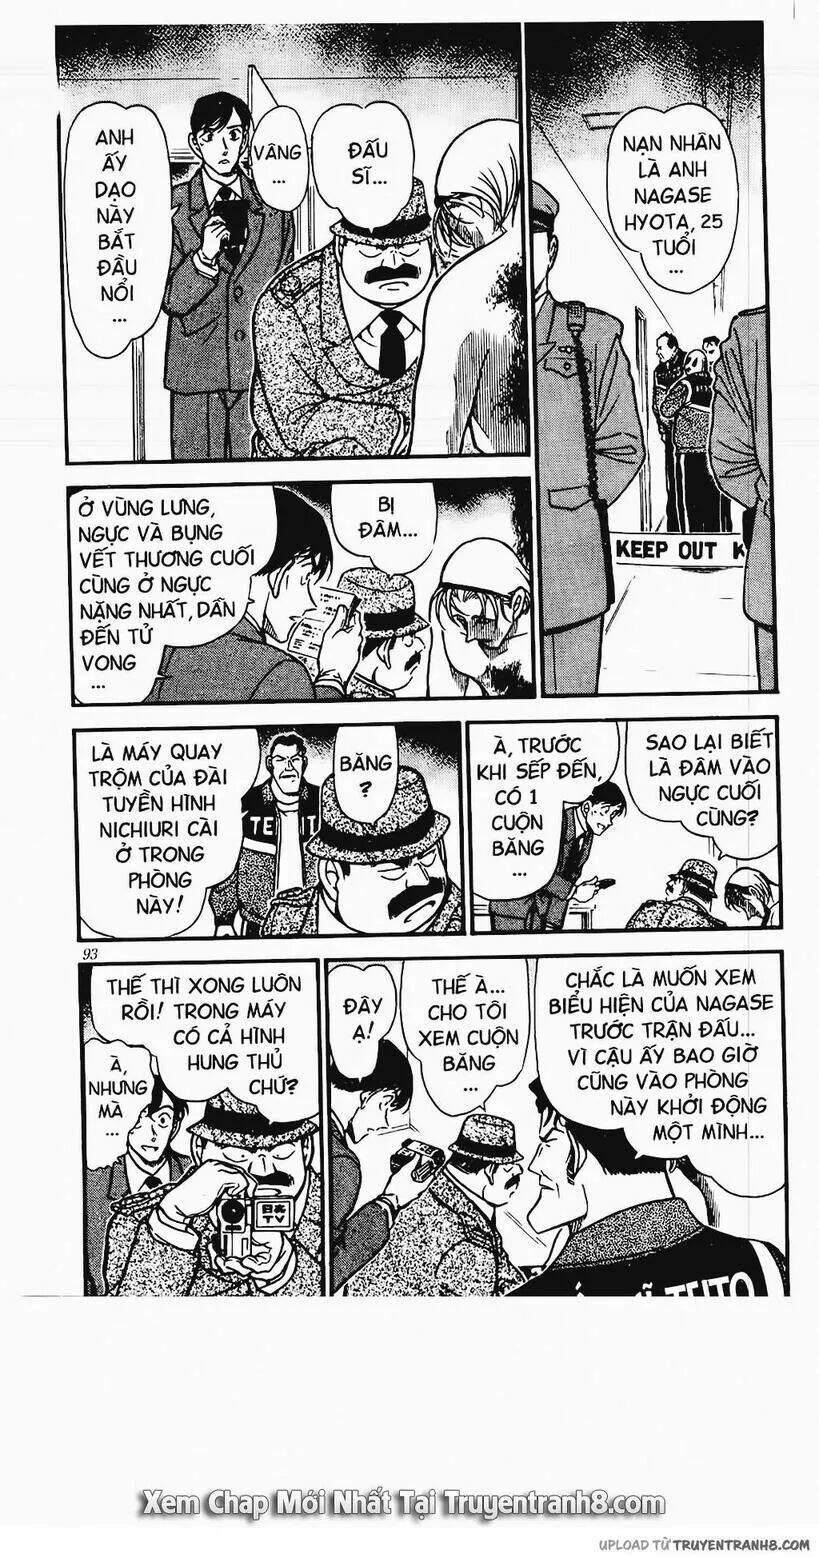 NẠN NHÂN
LÀ ANH
NAGASE
HYOTA, 25
TUỔI
...
ĐẤU
SĨ...
VÂNG
...
ANH
ẤY
DẠO
NÀY
BẮT
ĐẦU
NỔI
...
KEEP OUT K
BỊ
ĐÂM...
Ở VÙNG LƯNG,
NGỰC VÀ BỤNG
VẾT THƯƠNG CUỐI
CÙNG Ở NGỰC
NẶNG NHẤT, DẪN
ĐẾN TỬ
VONG
...
SAO LẠI BIẾT
LÀ ĐÂM VÀO
NGỰC CUỐI
CÙNG?
À, TRƯỚC
KHI SẾP ĐẾN,
CÓ 1
CUỘN
BĂNG
...
BĂNG
?
LÀ MÁY QUAY
TRỘM CỦA ĐÀI
TUYỀN HÌNH
NICHIURI CÀI
Ở TRONG
PHÒNG
NÀY!
93
CHẮC LÀ MUỐN XEM
BIỂU HIỆN CỦA NAGASE
TRƯỚC TRẬN ĐẤU...
VÌ CẬU ẤY BAO GIỜ
CŨNG VÀO PHÒNG
NÀY KHỞI ĐỘNG
MỘT MÌNH...
THẾ À...
CHO TÔI
XEM CUỘN
BĂNG
...
ĐÂY
Ạ!
TEITO
THẾ THÌ XONG LUÔN
RỒI! TRONG MÁY
CÓ CẢ HÌNH
HUNG THỦ
CHỨ?
À,
NHƯNG
MÀ
...
TV
Xem Chap Mới Nhất Tại Truyentranh8.com
UPLOAD TỪ TRUYENTRANH8.COM